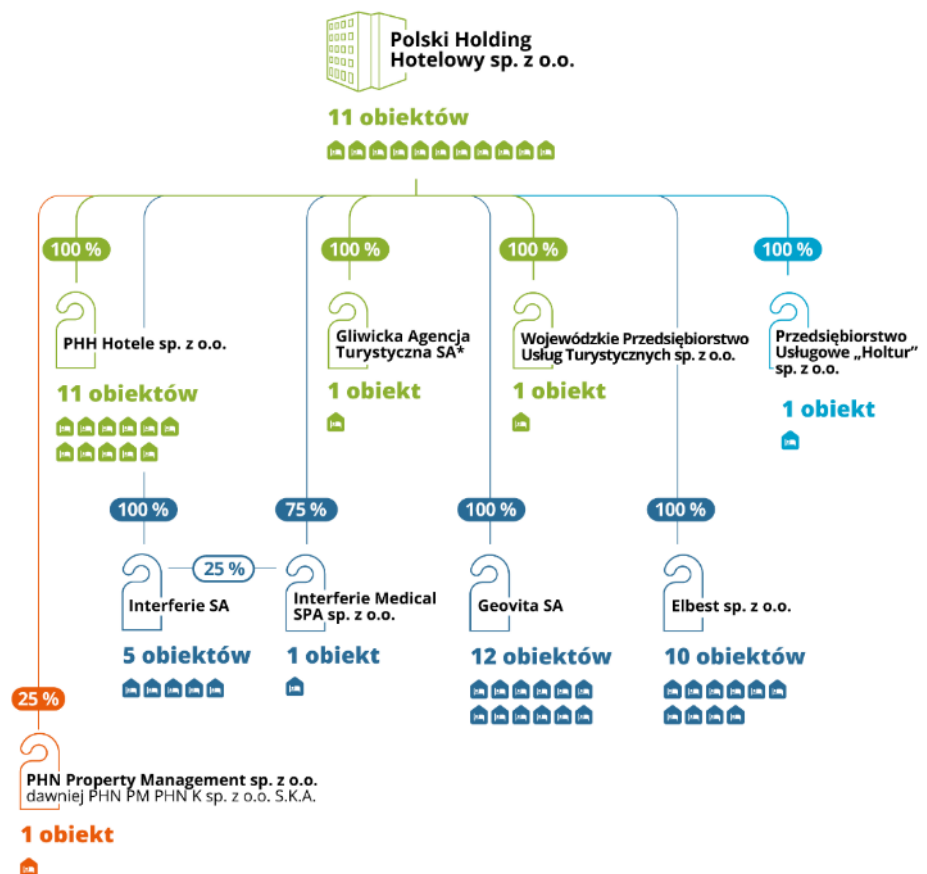 Polski Holding
Hotelowy sp. z o.o.
11 obiektów
100 %
100 %
100 %
100 %
PHH Hotele sp. z o.o.
11 obiektów
Gliwicka Agencja
Turystyczna SA*
1 obiekt
Wojewódzkie Przedsiębiorstwo
Usług Turystycznych sp. z o.o.
1 obiekt
Przedsiębiorstwo
Usługowe „Holtur”
sp. z o.o.
1 obiekt
100 %
75 %
100 %
100 %
25 %
Interferie SA
5 obiektów
Interferie Medical
SPA sp. z o.o.
1 obiekt
Geovita SA
12 obiektów
Elbest sp. z o.o.
10 obiektów
25 %
PHN Property Management sp. z o.o.
dawniej PHN PM PHN K sp. z o.o. S.K.A.
1 obiekt